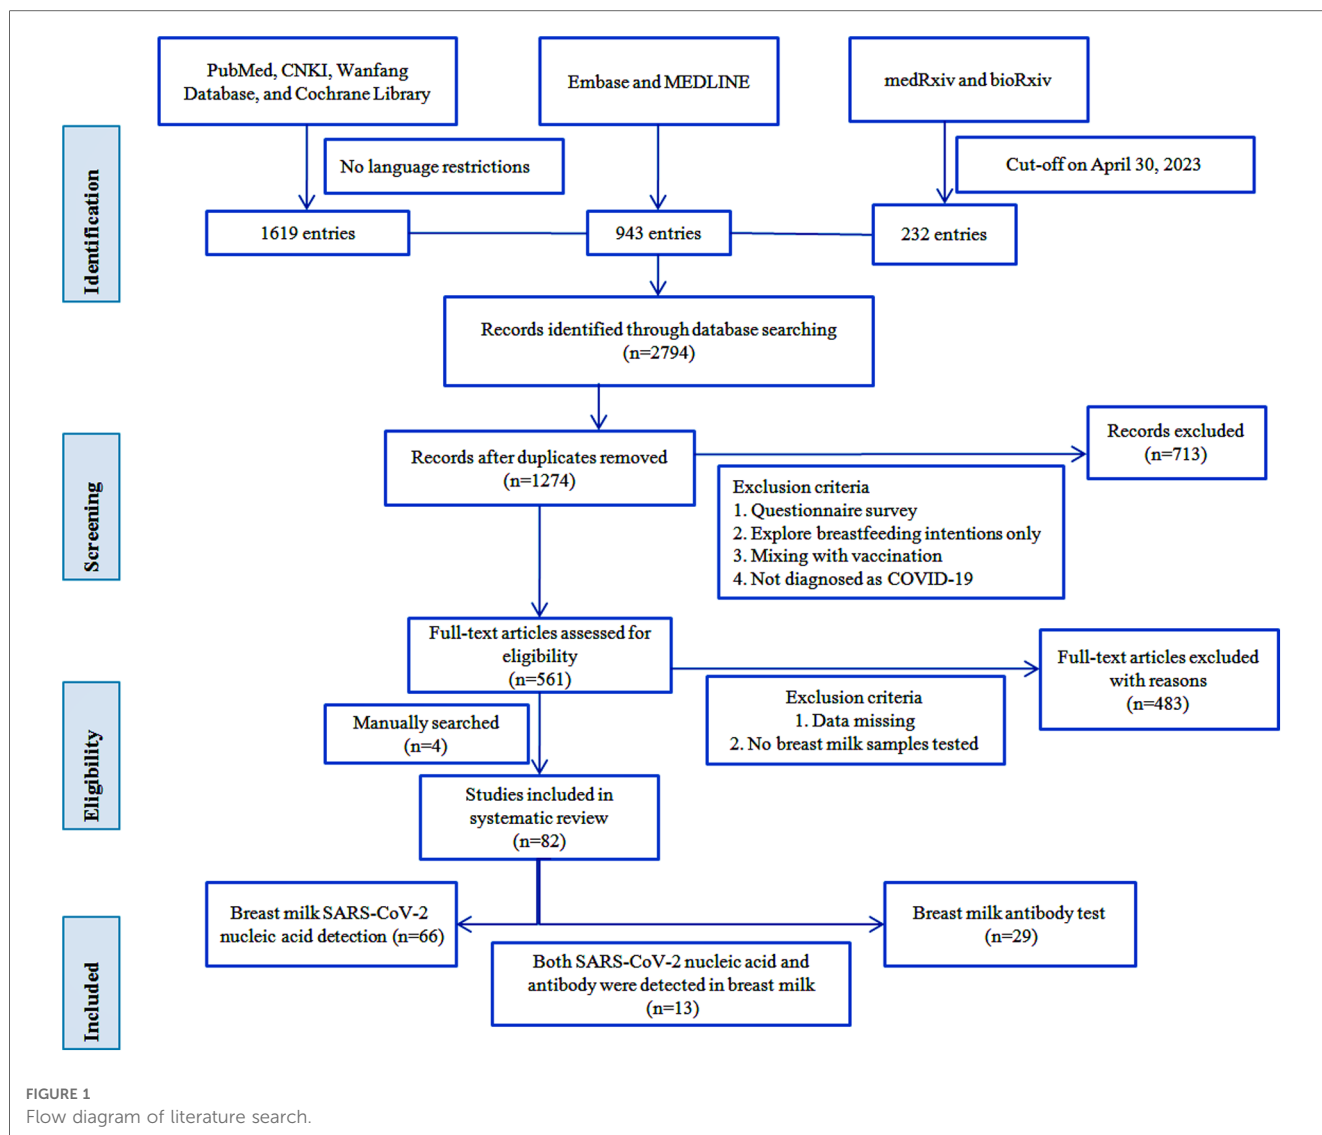 PubMed, CNKI, Wanfang
Database, and Cochrane Library
Embase and MEDLINE
medRxiv and bioRxiv
Identification
No language restrictions
Cut-off on April 30, 2023
1619 entries
943 entries
232 entries
Records identified through database searching
(n=2794)
Screening
Records after duplicates removed
(n=1274)
Records excluded
(n=713)
Exclusion criteria
1. Questionnaire survey
2. Explore breastfeeding intentions only
3. Mixing with vaccination
4. Not diagnosed as COVID-19
Eligibility
Full-text articles assessed for
eligibility
(n=561)
Full-text articles excluded
with reasons
(n=483)
Exclusion criteria
1. Data missing
2. No breast milk samples tested
Manually searched
(n=4)
Studies included in
systematic review
(n=82)
Included
Breast milk SARS-CoV-2
nucleic acid detection (n=66)
Breast milk antibody test
(n=29)
Both SARS-CoV-2 nucleic acid and
antibody were detected in breast milk
(n=13)
FIGURE 1
Flow diagram of literature search.